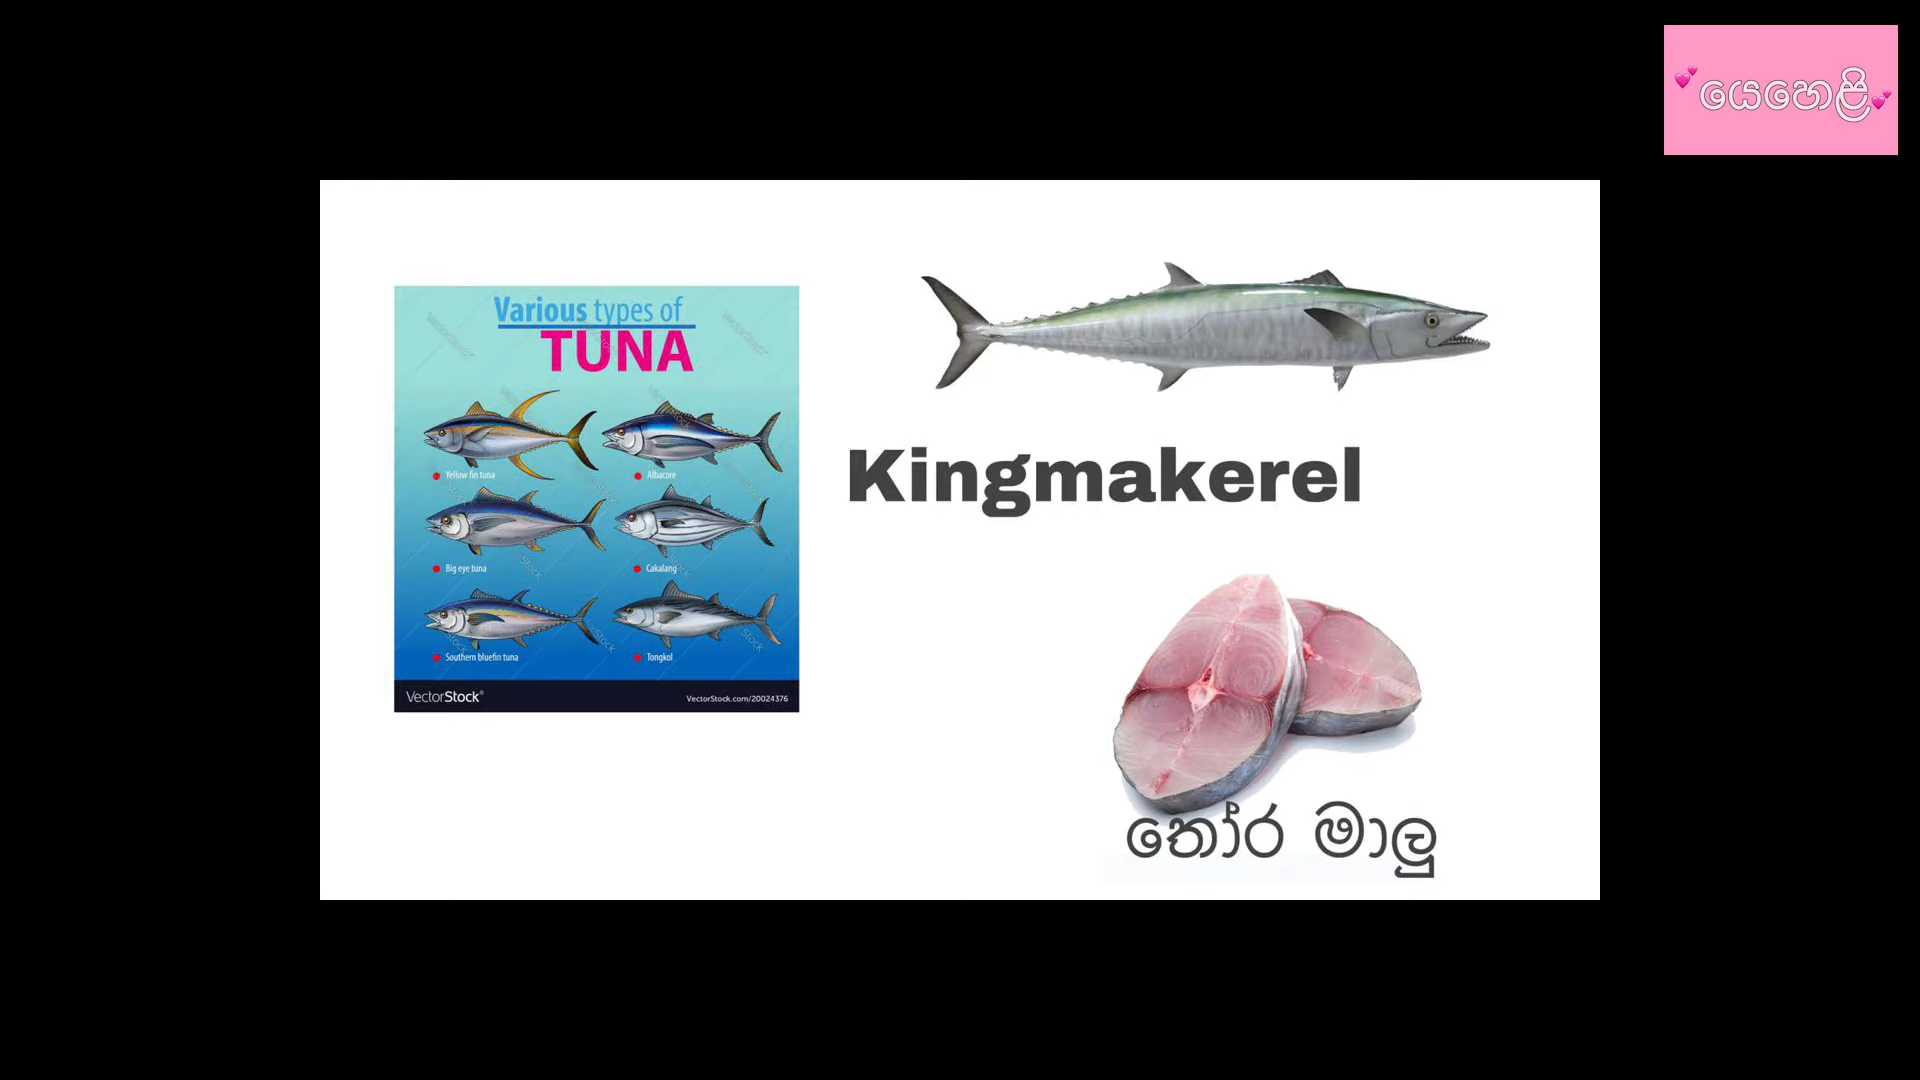 යෙහෙළි
Various types of
TUNA
Yellow fin tuna
Albacore
Big eye tuna
Cakalang
Southern bluefin tuna
Tongkol
VectorStock®
VectorStock.com/20024376
Kingmakerel
තෝර මාලු